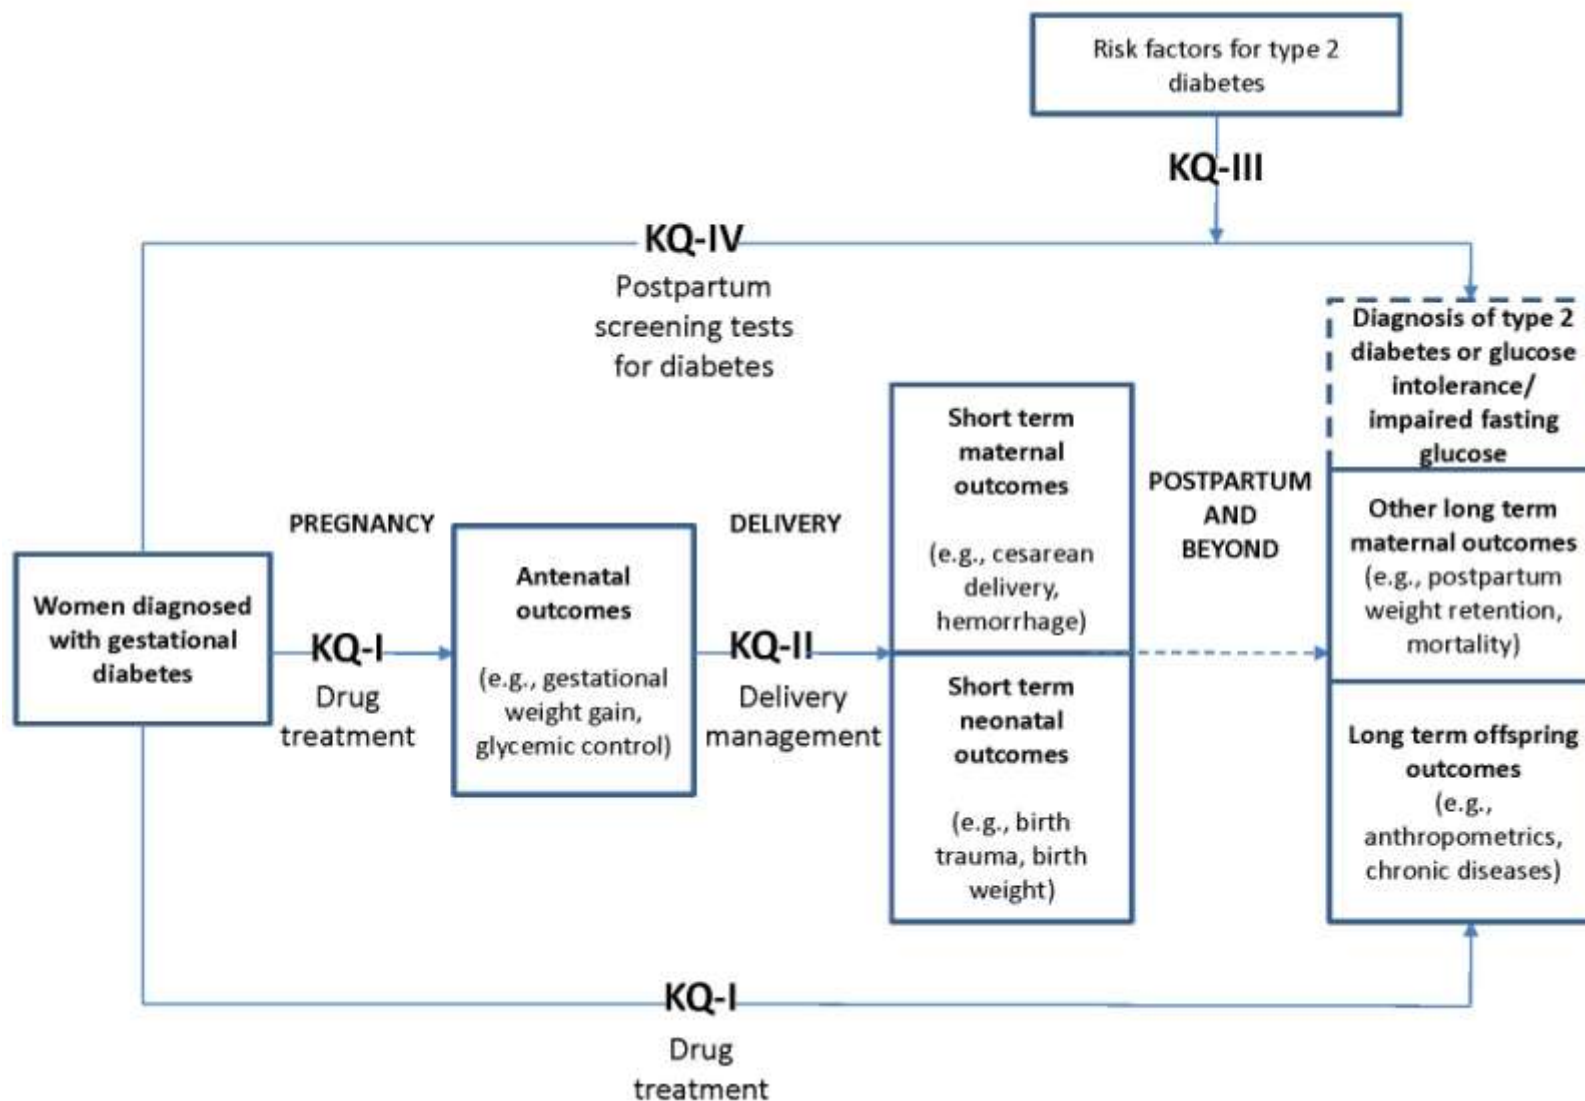 Risk factors for type 2
diabetes
KQ-III
KQ-IV
Postpartum
screening tests
for diabetes
Women diagnosed
with gestational
diabetes
PREGNANCY
KQ-I
Drug
treatment
Antenatal
outcomes
(e.g., gestational
weight gain,
glycemic control)
DELIVERY
KQ-II
Delivery
management
Short term
maternal
outcomes
(e.g., cesarean
delivery,
hemorrhage)
Short term
neonatal
outcomes
(e.g., birth
trauma, birth
weight)
POSTPARTUM
AND
BEYOND
Diagnosis of type 2
diabetes or glucose
intolerance/
impaired fasting
glucose
Other long term
maternal outcomes
(e.g., postpartum
weight retention,
mortality)
Long term offspring
outcomes
(e.g.,
anthropometrics,
chronic diseases)
KQ-I
Drug
treatment